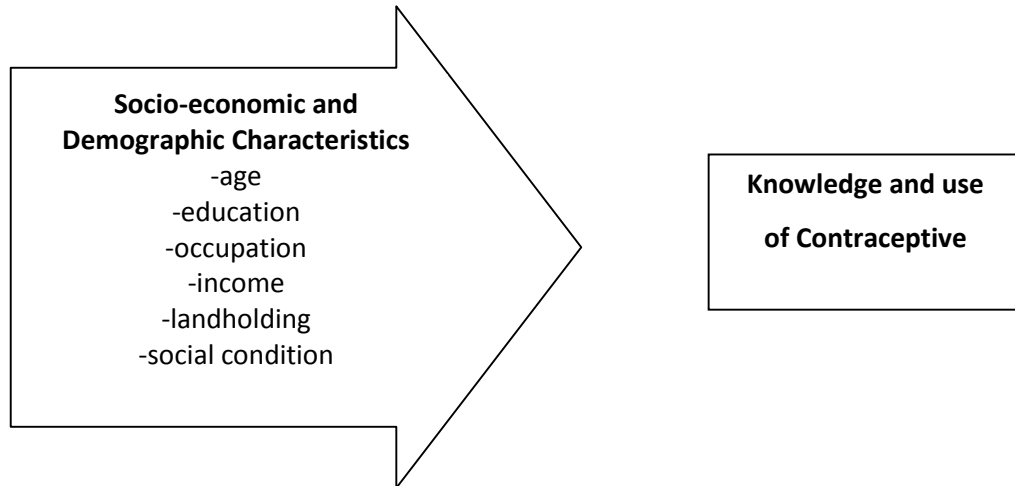 Socio-economic and
Demographic Characteristics
-age
-education
-occupation
-income
-landholding
-social condition
Knowledge and use
of Contraceptive